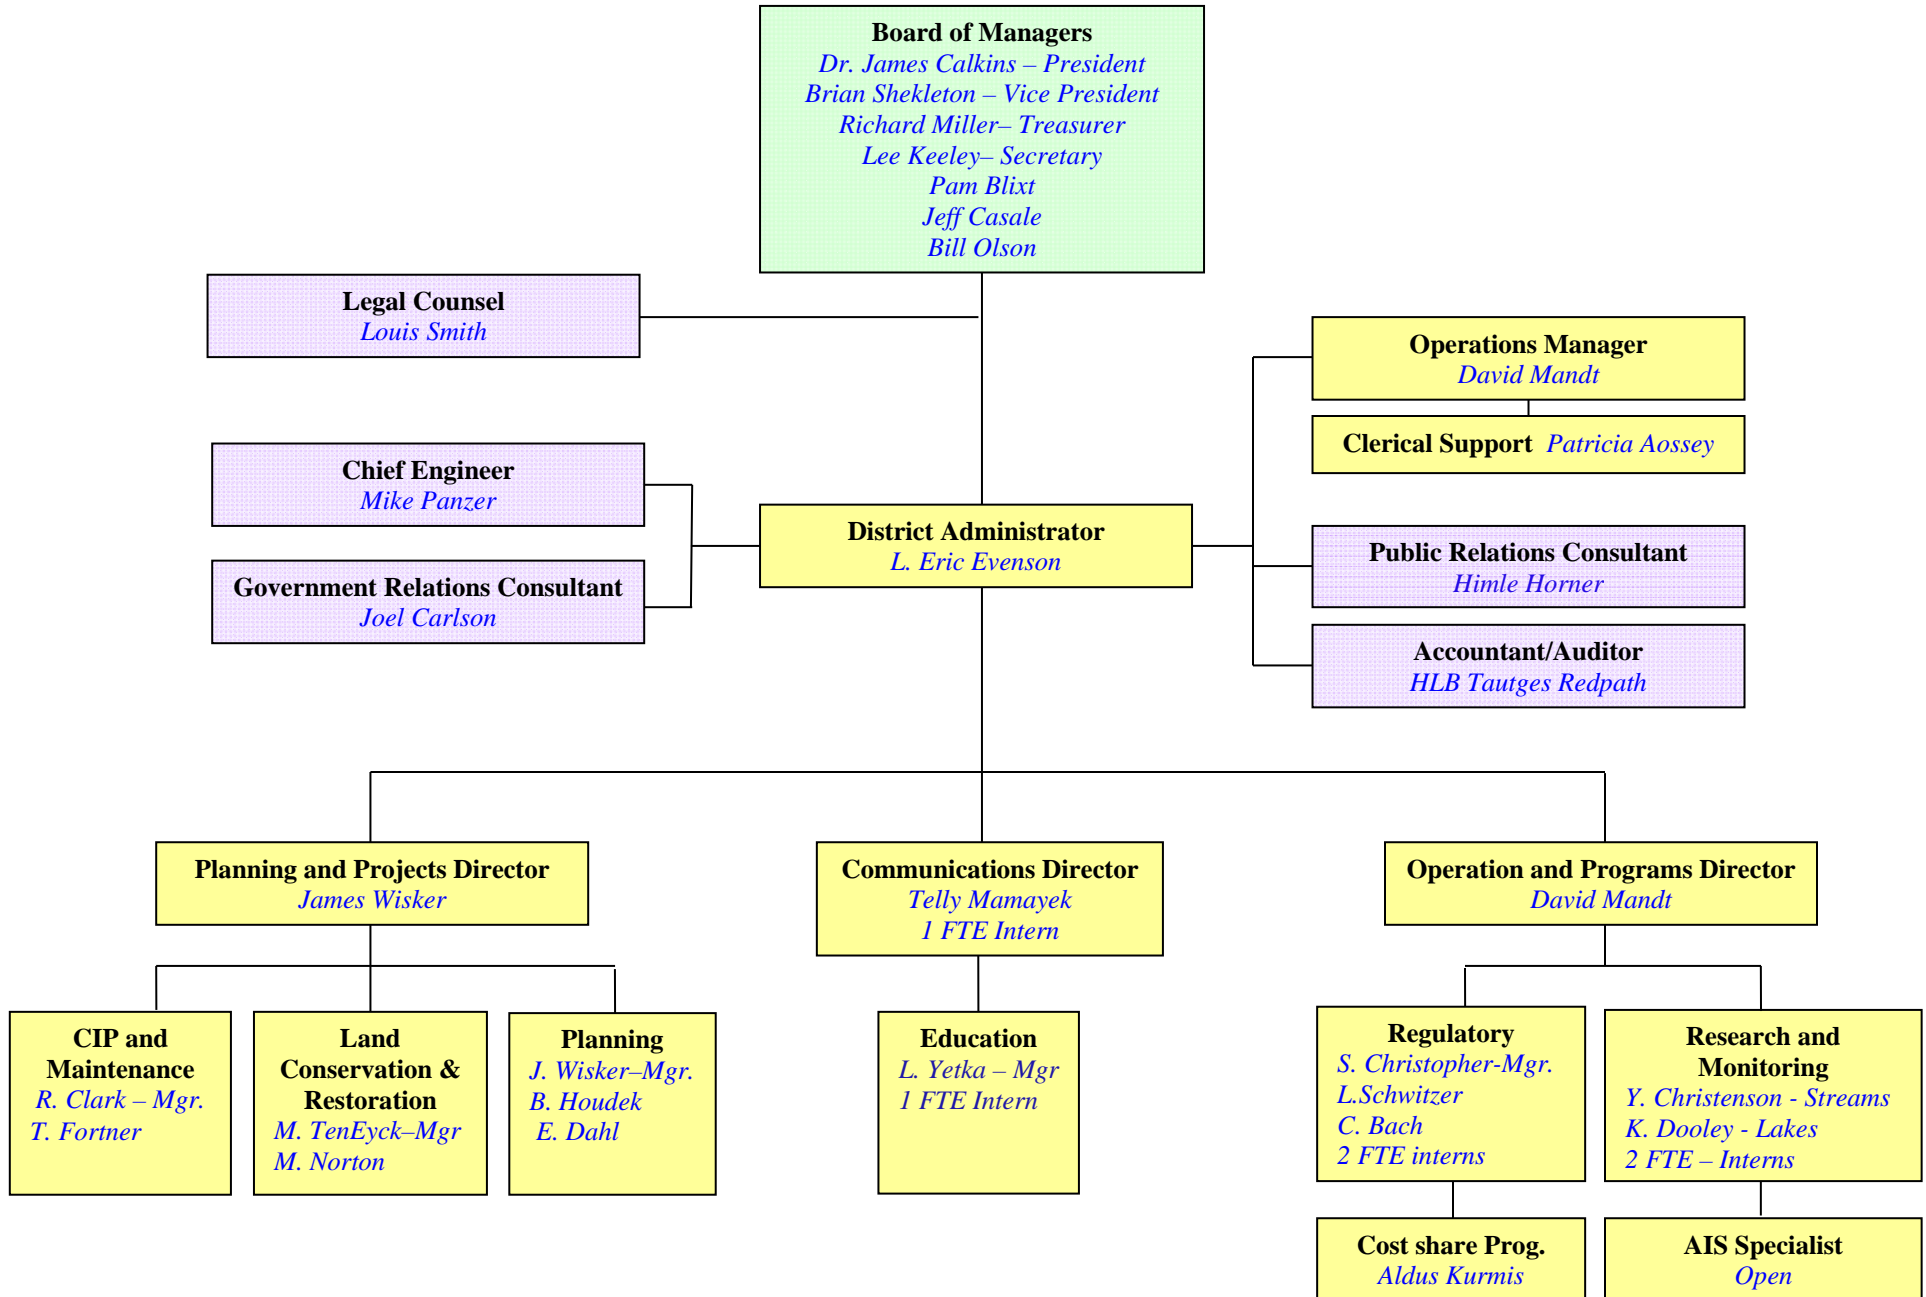 Board of Managers
Dr. James Calkins – President
Brian Shekleton – Vice President
Richard Miller– Treasurer
Lee Keeley– Secretary
Pam Blixt
Jeff Casale
Bill Olson
Legal Counsel
Louis Smith
Operations Manager
David Mandt
Clerical Support Patricia Aossey
Chief Engineer
Mike Panzer
District Administrator
L. Eric Evenson
Public Relations Consultant
Himle Horner
Government Relations Consultant
Joel Carlson
Accountant/Auditor
HLB Tautges Redpath
Planning and Projects Director
James Wisker
Communications Director
Telly Mamayek
1 FTE Intern
Operation and Programs Director
David Mandt
CIP and
Maintenance
R. Clark – Mgr.
T. Fortner
Land
Conservation &
Restoration
M. TenEyck–Mgr
M. Norton
Planning
J. Wisker–Mgr.
B. Houdek
E. Dahl
Education
L. Yetka – Mgr
1 FTE Intern
Regulatory
S. Christopher-Mgr.
L.Schwitzer
C. Bach
2 FTE interns
Research and
Monitoring
Y. Christenson - Streams
K. Dooley - Lakes
2 FTE – Interns
Cost share Prog.
Aldus Kurmis
AIS Specialist
Open